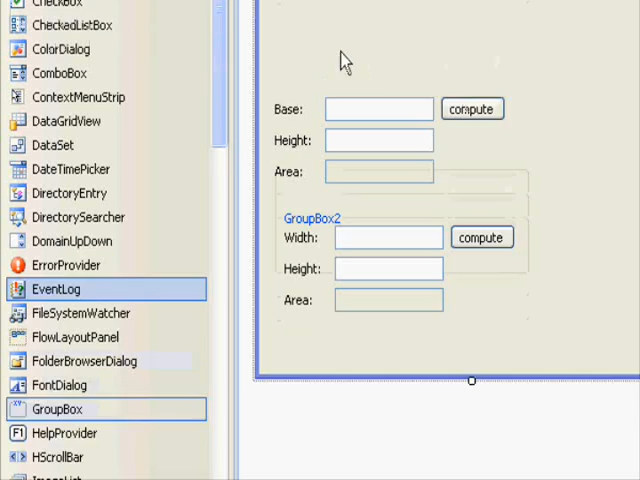 CheckBox
CheckedListBox
ColorDialog
ComboBox
ContextMenuStrip
DataGridView
DataSet
DateTimePicker
DirectoryEntry
DirectorySearcher
DomainUpDown
ErrorProvider
EventLog
FileSystemWatcher
FlowLayoutPanel
FolderBrowserDialog
FontDialog
GroupBox
HelpProvider
HScrollBar
ImageList
Base: compute
Height:
Area:
GroupBox2
Width: compute
Height:
Area: